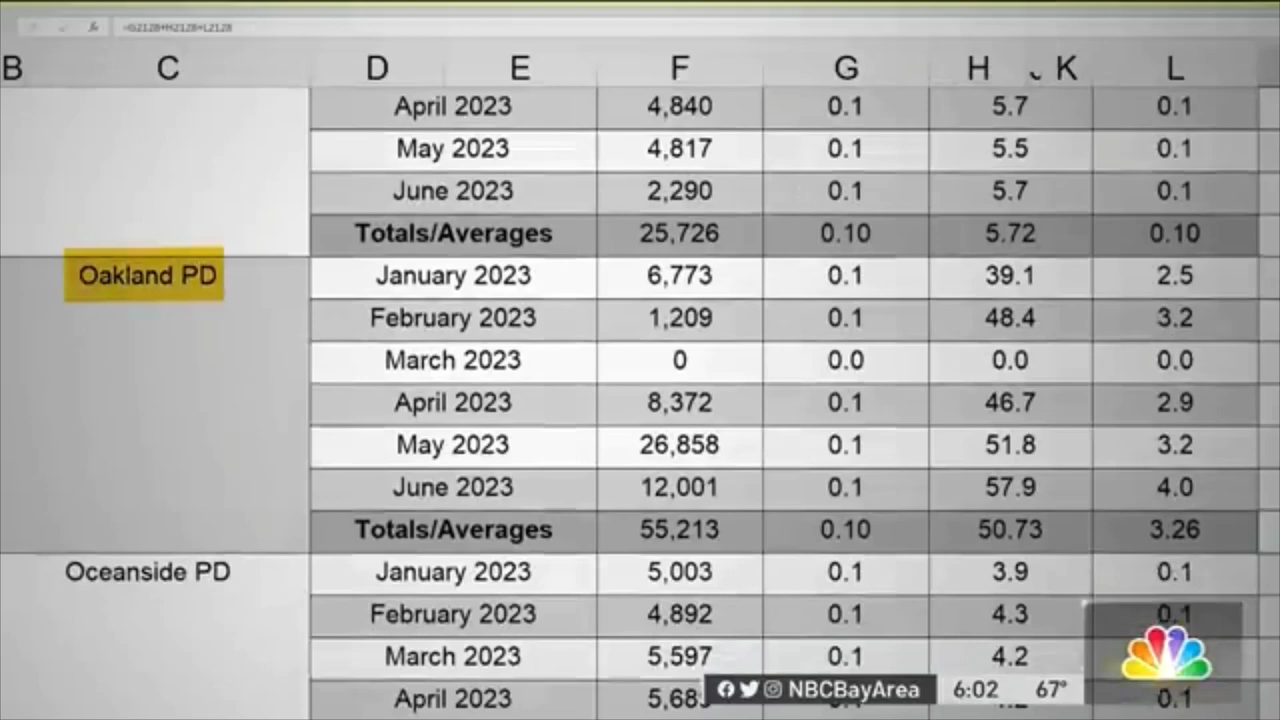 =G2128+H2128+L2128
B C D E F G H J K L
April 2023 4,840 0.1 5.7 0.1
May 2023 4,817 0.1 5.5 0.1
June 2023 2,290 0.1 5.7 0.1
Totals/Averages 25,726 0.10 5.72 0.10
Oakland PD January 2023 6,773 0.1 39.1 2.5
February 2023 1,209 0.1 48.4 3.2
March 2023 0 0.0 0.0 0.0
April 2023 8,372 0.1 46.7 2.9
May 2023 26,858 0.1 51.8 3.2
June 2023 12,001 0.1 57.9 4.0
Totals/Averages 55,213 0.10 50.73 3.26
Oceanside PD January 2023 5,003 0.1 3.9 0.1
February 2023 4,892 0.1 4.3 0.1
March 2023 5,597 0.1 4.2
April 2023 0.1
NBCBayArea 6:02 67°